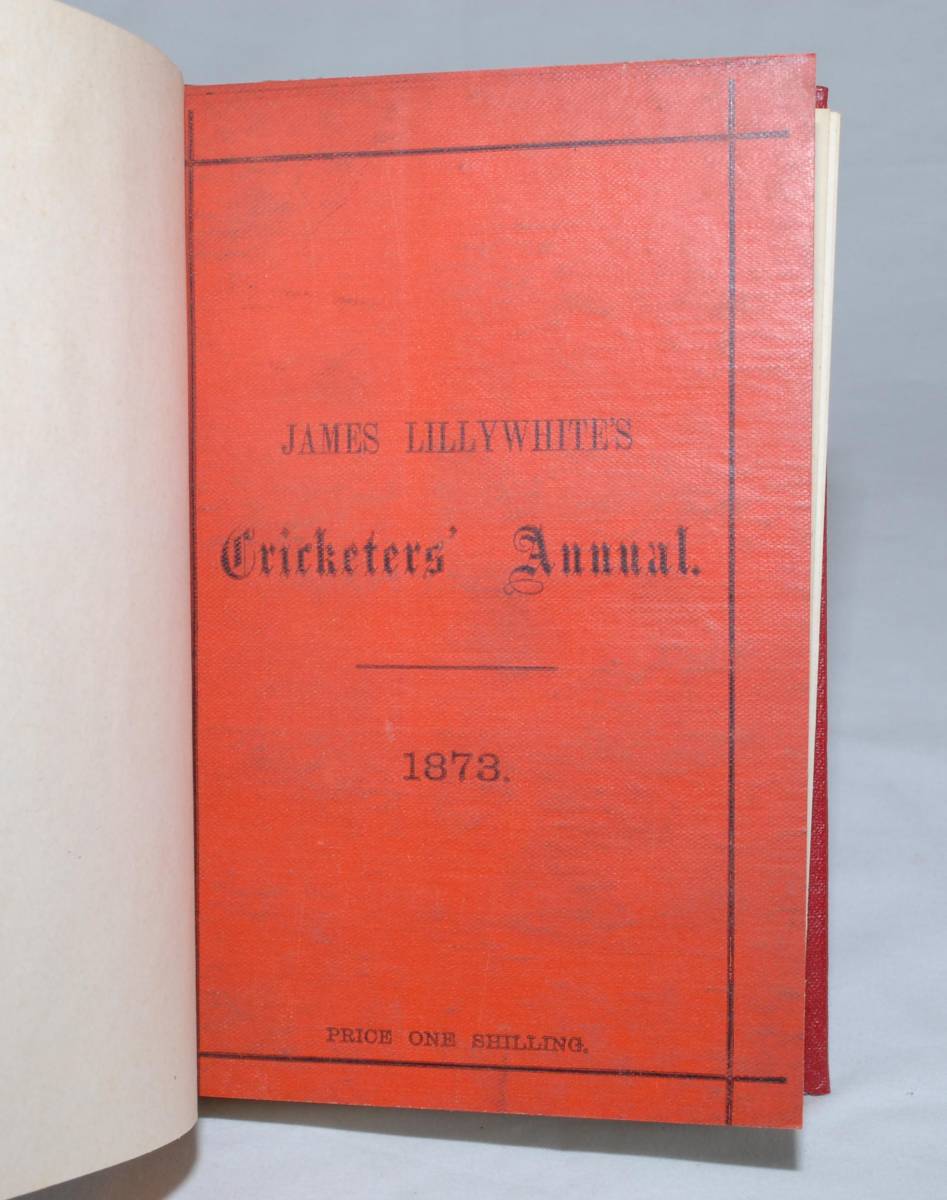 JAMES LILLYWHITE'S
Cricketers' Annual.
1873.
PRICE ONE SHILLING.